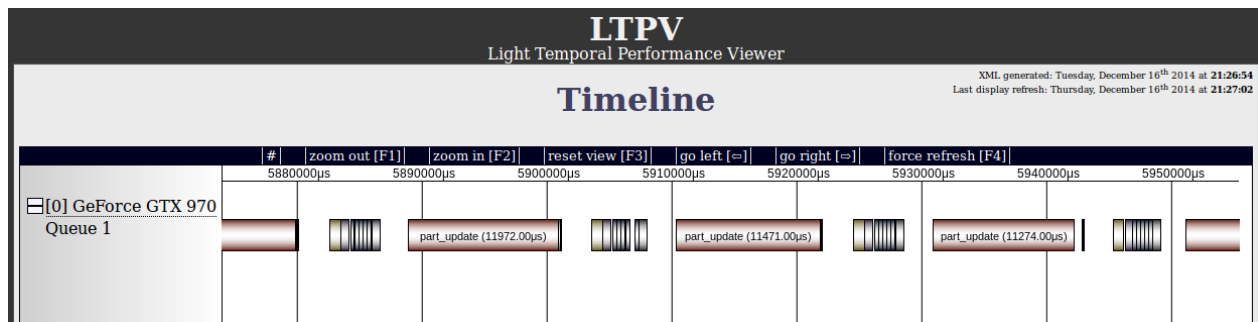 LTPV
Light Temporal Performance Viewer
XML generated: Tuesday, December 16th 2014 at 21:26:54
Last display refresh: Thursday, December 16th 2014 at 21:27:02
Timeline
# zoom out [F1] zoom in [F2] reset view [F3] go left [⇦] go right [⇨] force refresh [F4]
5880000μs 5890000μs 5900000μs 5910000μs 5920000μs 5930000μs 5940000μs 5950000μs
[0] GeForce GTX 970
Queue 1
part_update (11972.00μs) part_update (11471.00μs) part_update (11274.00μs)